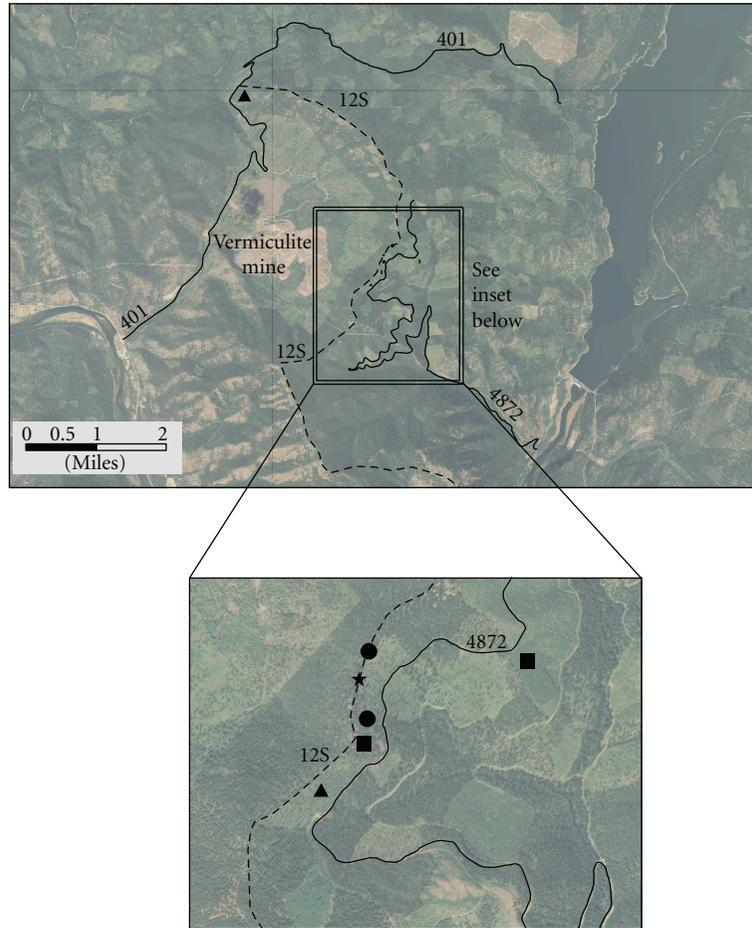 401
12S
Vermiculite
mine
See
inset
below
401
12S
4872
0 0.5 1 2
(Miles)
4872
12S